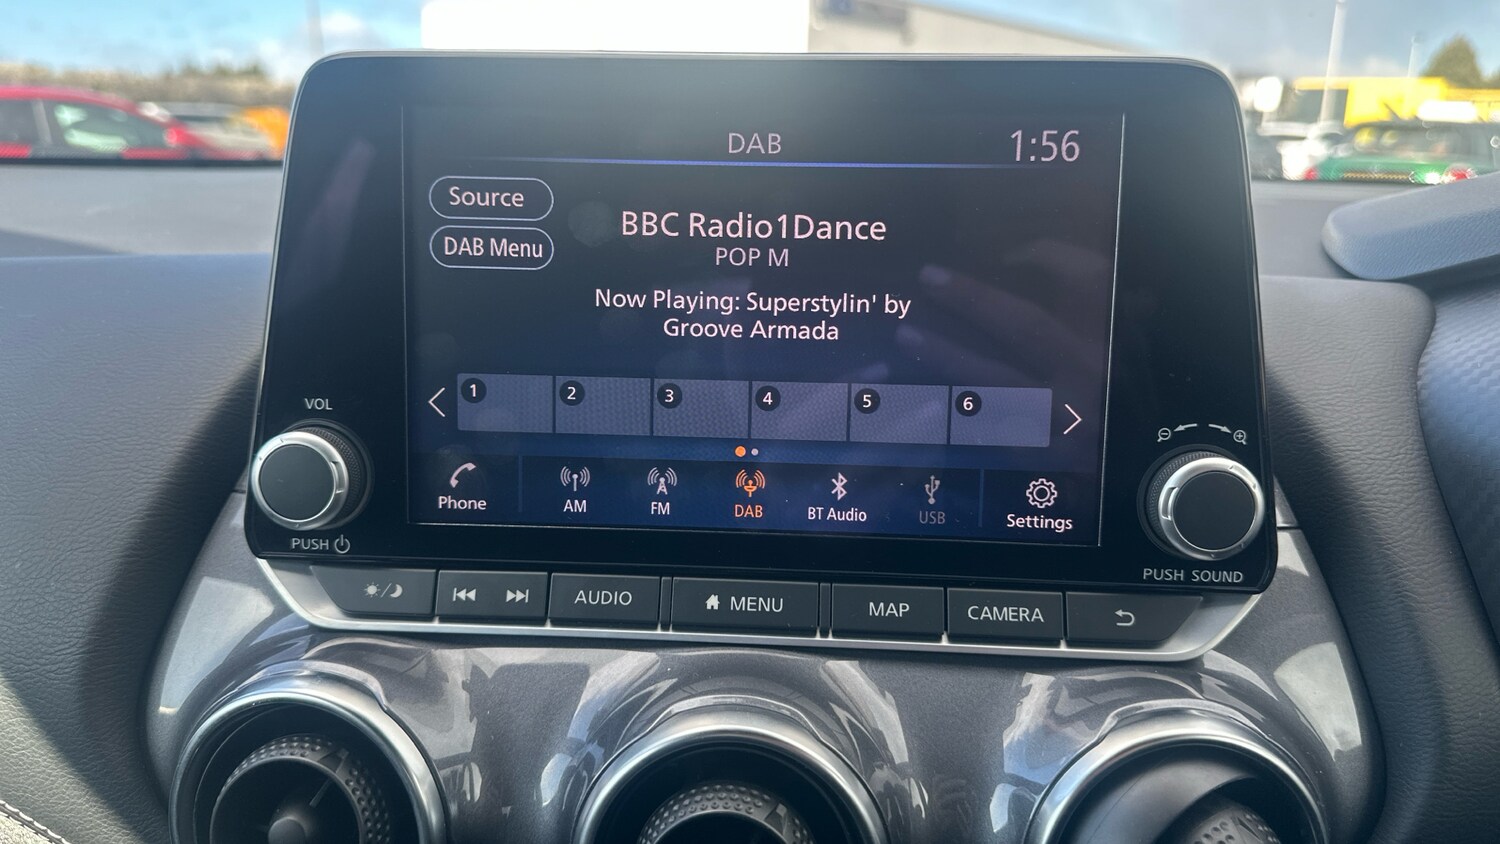 DAB
1:56
Source
DAB Menu
BBC Radio1Dance
POP M
Now Playing: Superstylin' by
Groove Armada
1 2 3 4 5 6
Phone
AM
FM
DAB
BT Audio
USB
Settings
VOL
PUSH
PUSH SOUND
AUDIO
MENU
MAP
CAMERA